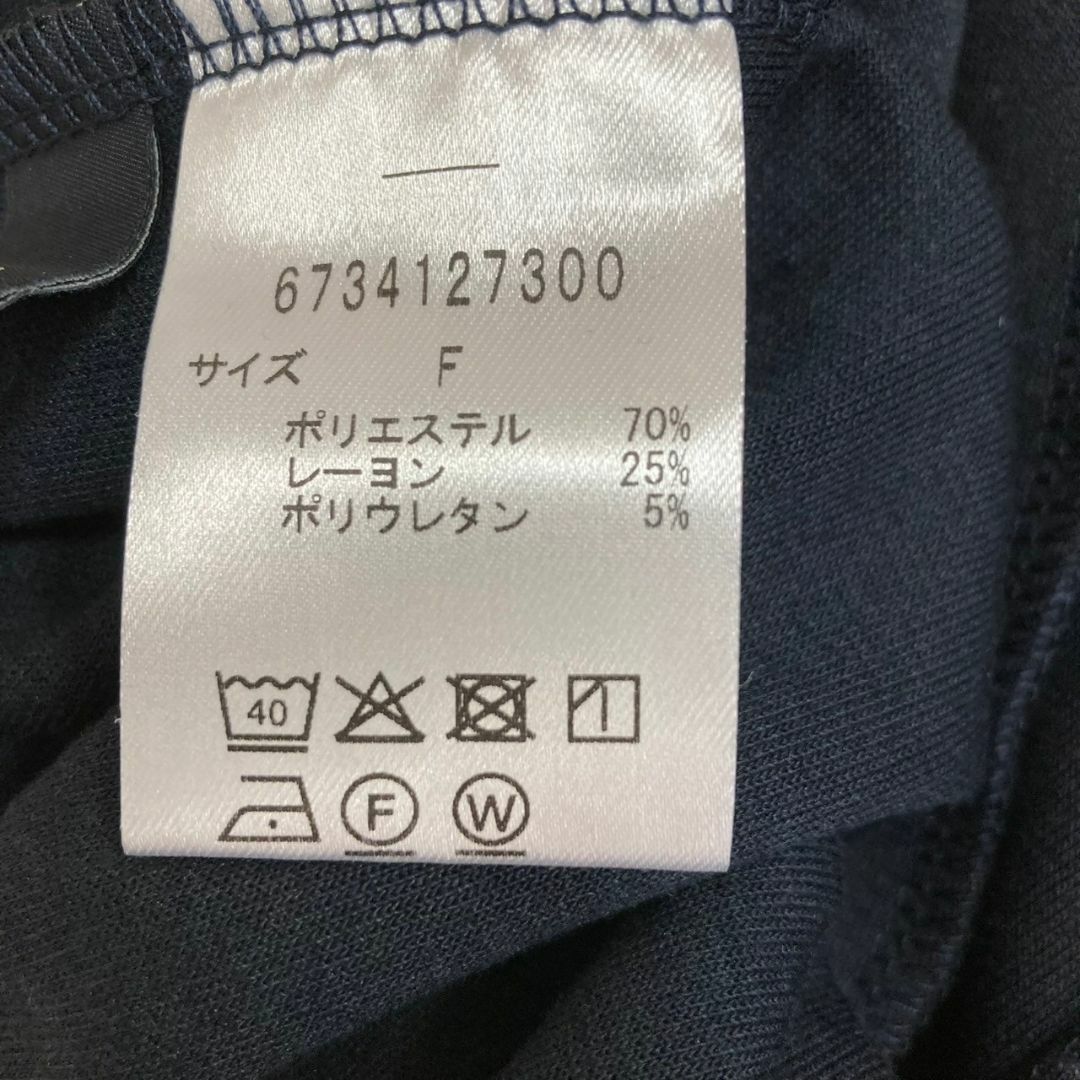 6734127300
サイズ F
ポリエステル 70%
レーヨン 25%
ポリウレタン 5%
40
F W